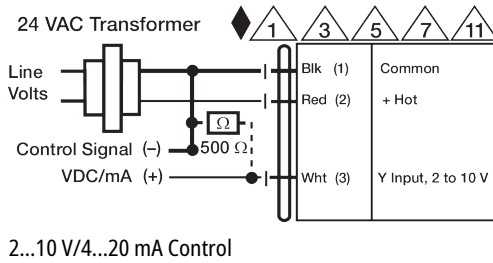 24 VAC Transformer
1 3 5 7 11
Line
Volts
Blk (1) Common
Red (2) + Hot
Ω
Control Signal (–) 500 Ω
VDC/mA (+) Wht (3) Y Input, 2 to 10 V
2...10 V/4...20 mA Control